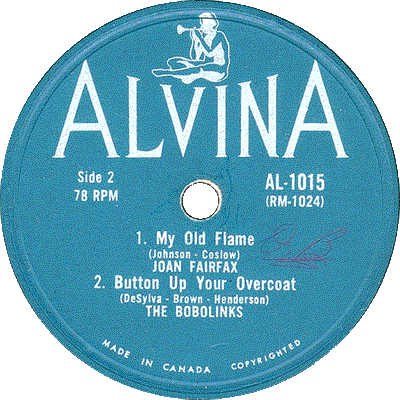 ALVINA
Side 2
78 RPM
AL-1015
(RM-1024)
1. My Old Flame
(Johnson - Coslow)
JOAN FAIRFAX
2. Button Up Your Overcoat
(DeSylva - Brown - Henderson)
THE BOBOLINKS
MADE IN CANADA COPYRIGHTED